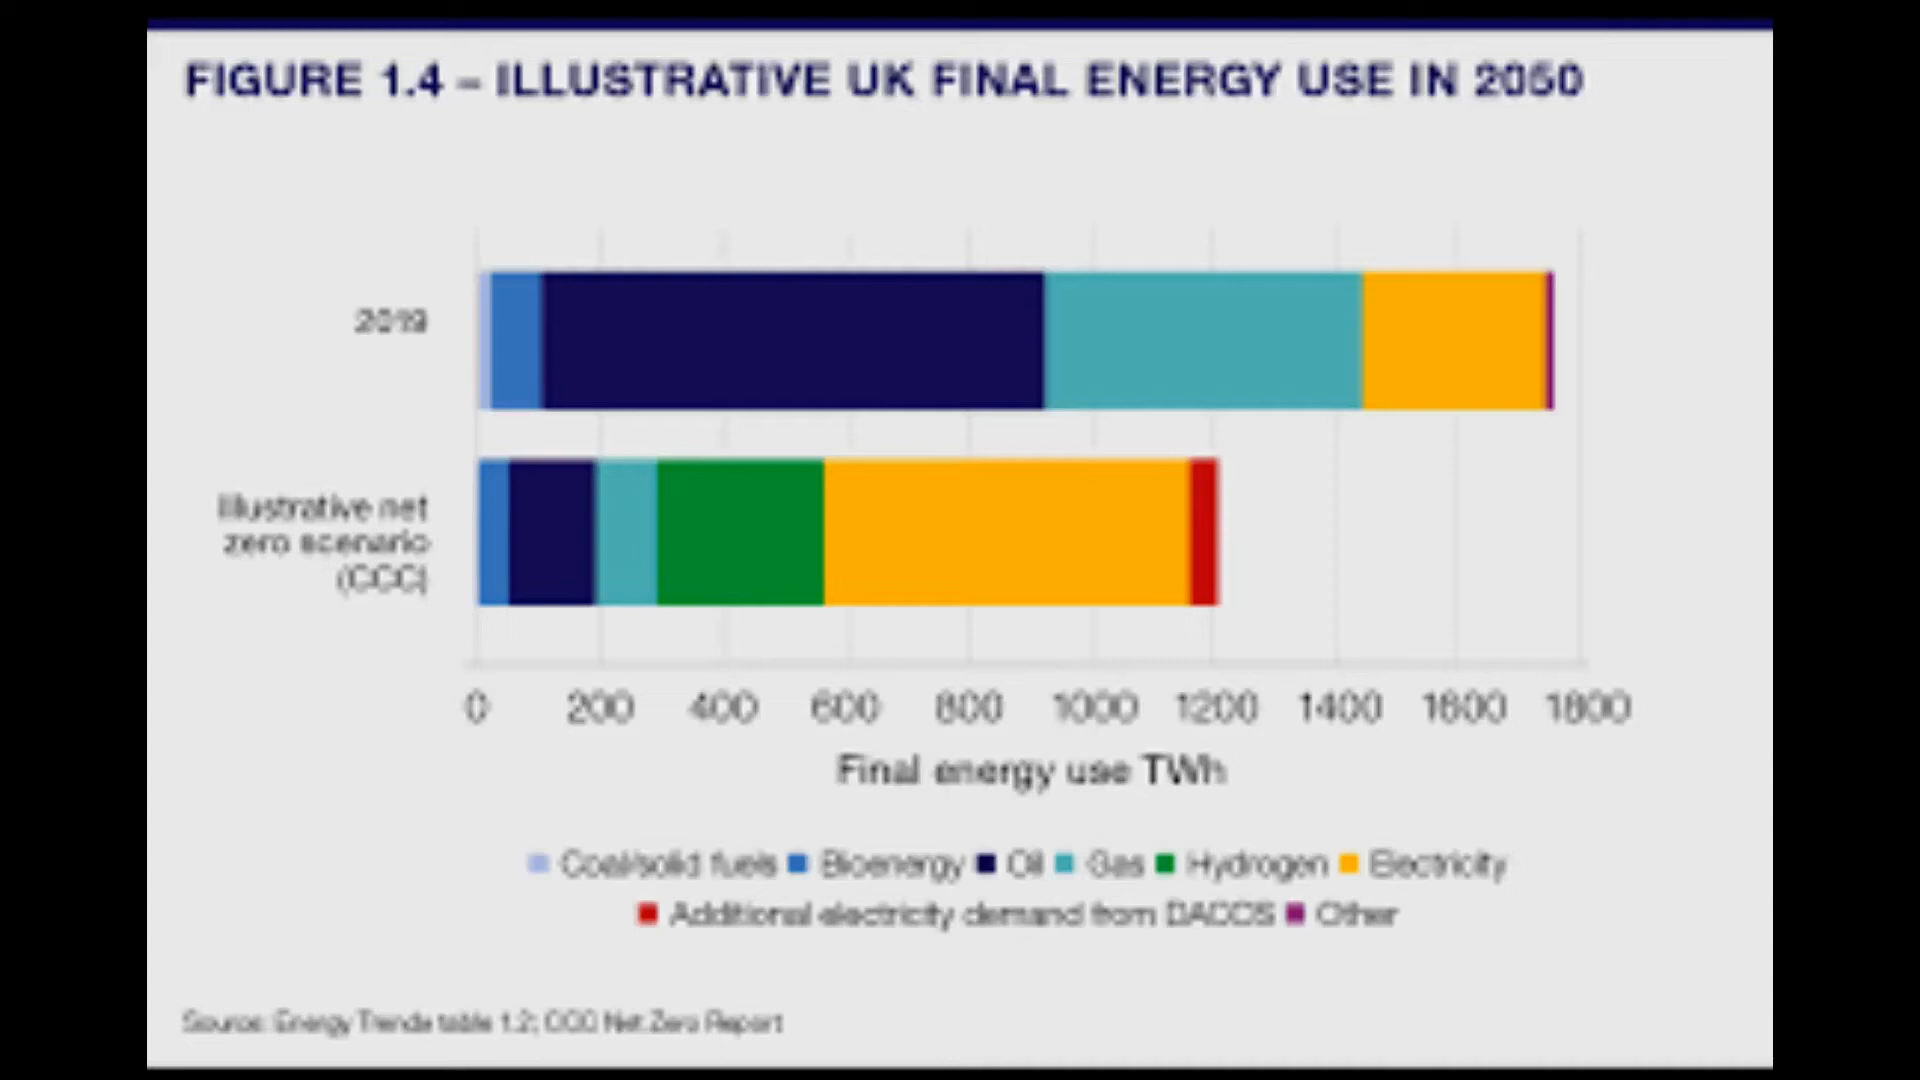 FIGURE 1.4 – ILLUSTRATIVE UK FINAL ENERGY USE IN 2050
2019
Illustrative net
zero scenario
(CCC)
0 200 400 600 800 1000 1200 1400 1600 1800
Final energy use TWh
Coal/solid fuels Bioenergy Oil Gas Hydrogen Electricity
Additional electricity demand from DACCS Other
Source: Energy Trends table 1.2; CCC Net Zero Report